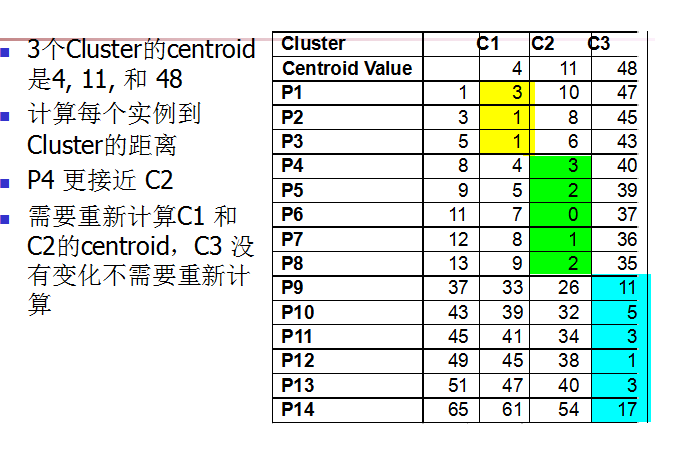 3个Cluster的centroid
是4, 11, 和 48
计算每个实例到
Cluster的距离
P4 更接近 C2
需要重新计算C1 和
C2的centroid，C3 没
有变化不需要重新计
算
Cluster C1 C2 C3
Centroid Value 4 11 48
P1 1 3 10 47
P2 3 1 8 45
P3 5 1 6 43
P4 8 4 3 40
P5 9 5 2 39
P6 11 7 0 37
P7 12 8 1 36
P8 13 9 2 35
P9 37 33 26 11
P10 43 39 32 5
P11 45 41 34 3
P12 49 45 38 1
P13 51 47 40 3
P14 65 61 54 17